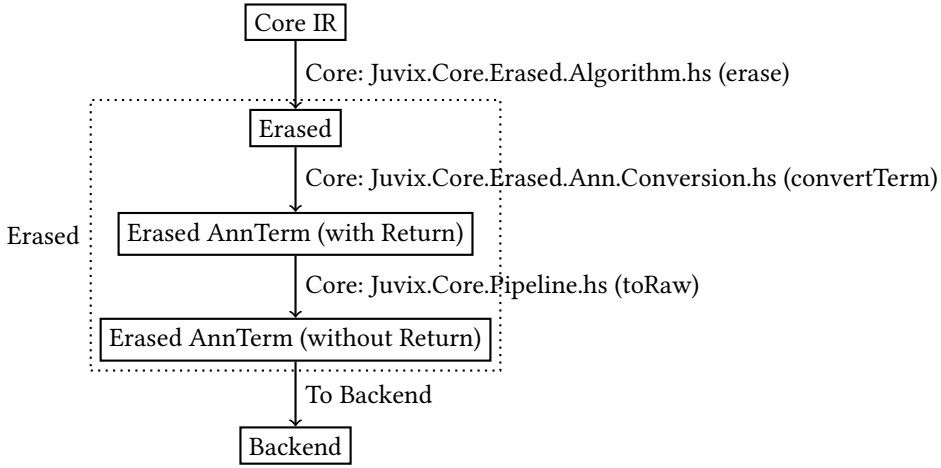 Core IR
Core: Juvix.Core.Erased.Algorithm.hs (erase)
Erased
Core: Juvix.Core.Erased.Ann.Conversion.hs (convertTerm)
Erased
Erased AnnTerm (with Return)
Core: Juvix.Core.Pipeline.hs (toRaw)
Erased AnnTerm (without Return)
To Backend
Backend